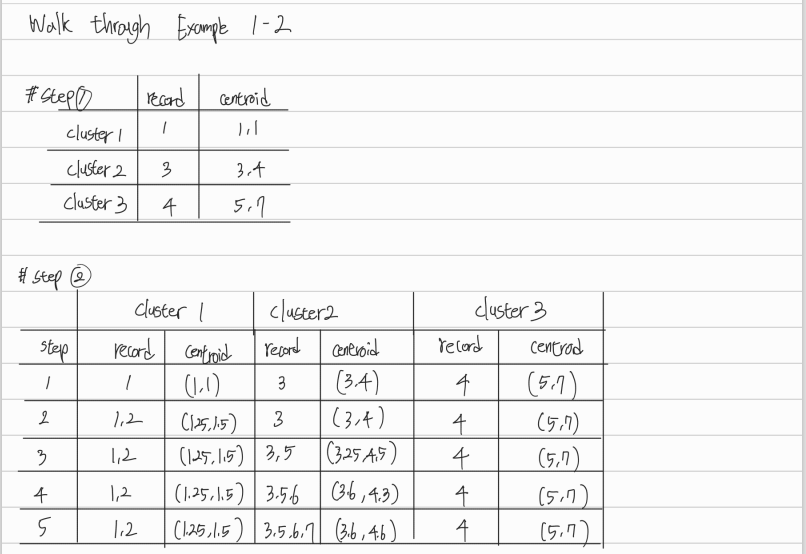 Walk through Example 1-2
# Step ① record centroid
cluster 1 1 1,1
cluster 2 3 3,4
cluster 3 4 5,7
# step ②
cluster 1 cluster2 cluster 3
step record centroid record centroid record centrod
1 1 (1,1) 3 (3,4) 4 (5,7)
2 1,2 (1.25,1.5) 3 (3,4) 4 (5,7)
3 1,2 (1.25,1.5) 3,5 (3.25,4.5) 4 (5,7)
4 1,2 (1.25,1.5) 3.5.6 (3.6,4.3) 4 (5,7)
5 1,2 (1.25,1.5) 3.5.6,7 (3.6,4.6) 4 (5,7)